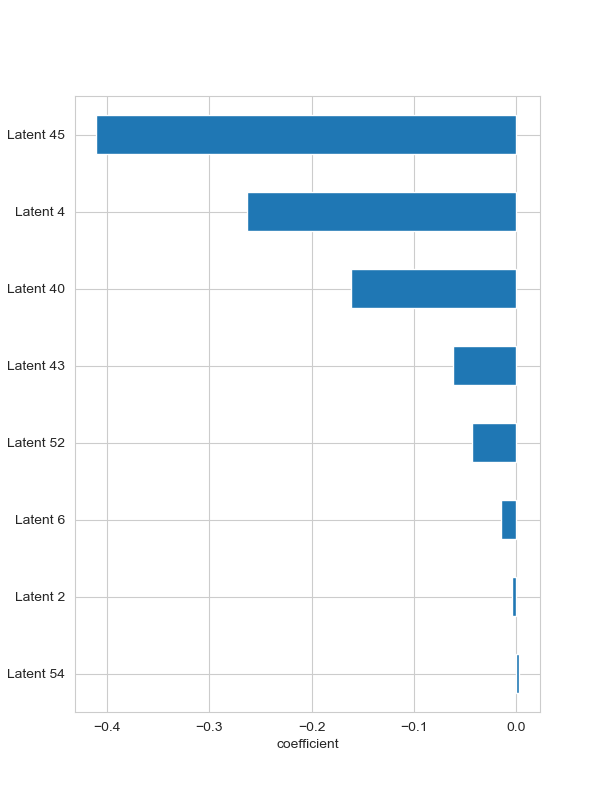 Latent 45
Latent 4
Latent 40
Latent 43
Latent 52
Latent 6
Latent 2
Latent 54
−0.4 −0.3 −0.2 −0.1 0.0
coefficient